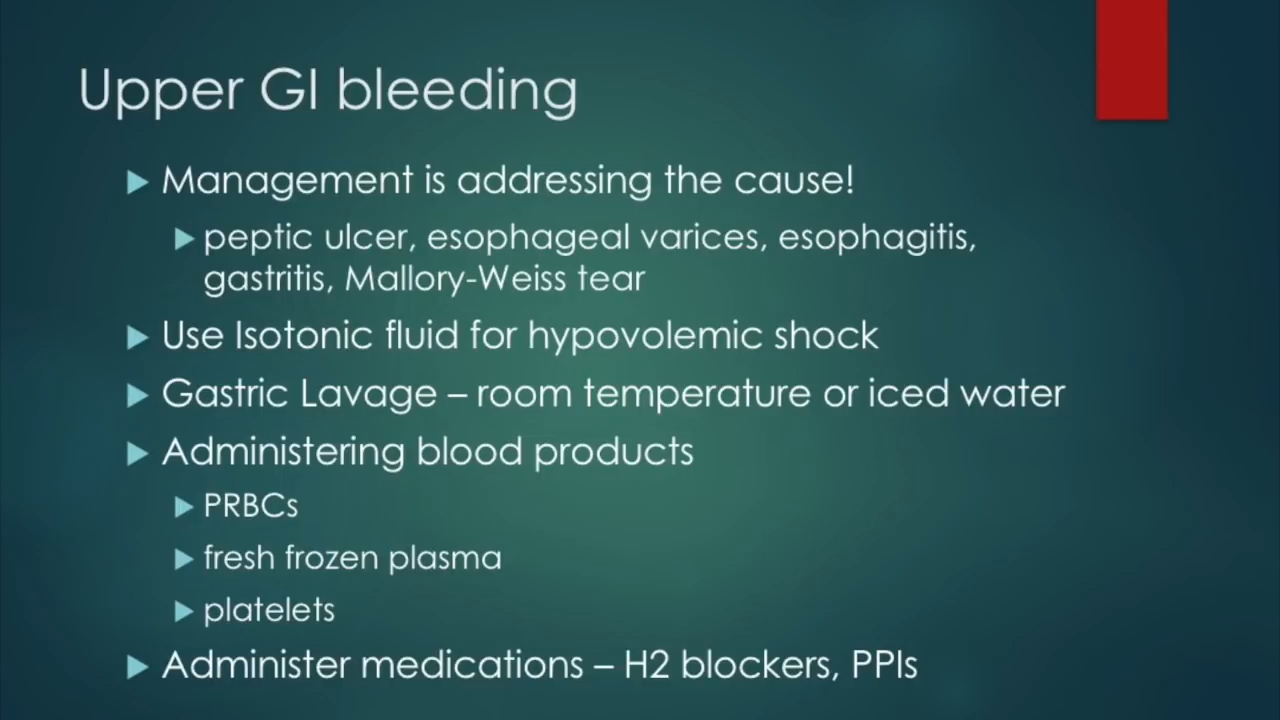 Upper GI bleeding
Management is addressing the cause!
peptic ulcer, esophageal varices, esophagitis,
gastritis, Mallory-Weiss tear
Use Isotonic fluid for hypovolemic shock
Gastric Lavage – room temperature or iced water
Administering blood products
PRBCs
fresh frozen plasma
platelets
Administer medications – H2 blockers, PPIs